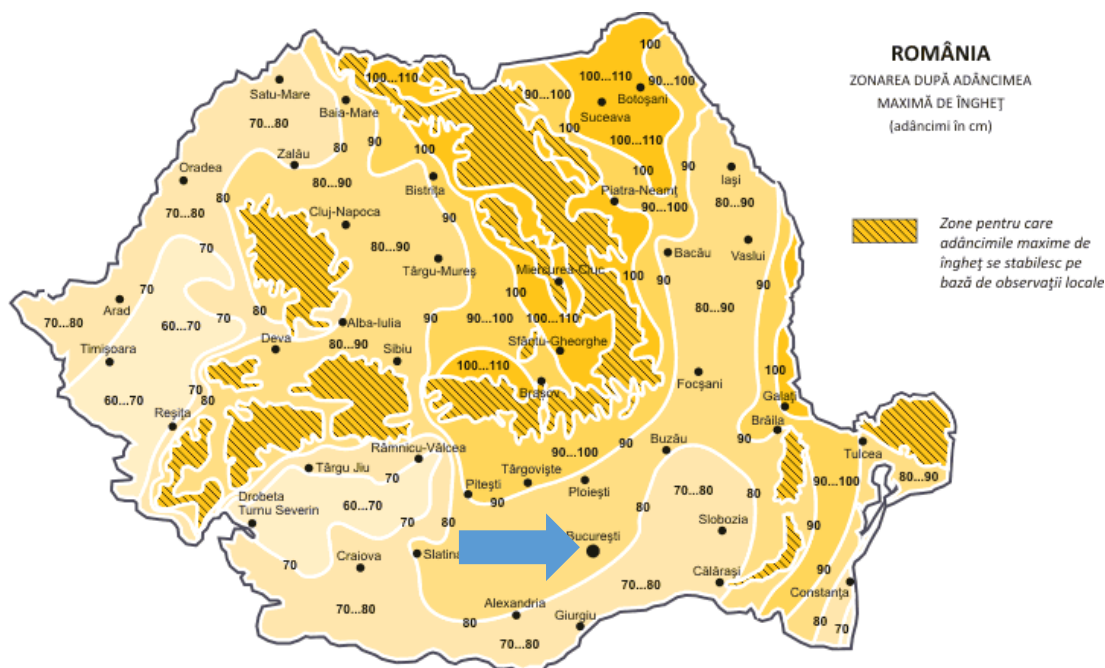 ROMÂNIA
ZONAREA DUPĂ ADÂNCIMEA
MAXIMĂ DE ÎNGHEŢ
(adâncimi în cm)
Zone pentru care
adâncimile maxime de
îngheţ se stabilesc pe
bază de observaţii locale
100
100...110
100...110
90...100
Satu-Mare
90...100
Botoşani
Suceava
Baia-Mare
70...80
100
90
100...110
80
100
90
Zalău
100
Iaşi
Oradea
80...90
Bistriţa
Piatra-Neamţ
80
80...90
70...80
90...100
Cluj-Napoca
90
70
80...90
Bacău
Vaslui
Târgu-Mureş
Miercurea-Ciuc
100
90
90
70
100
Arad
80
80...90
70...80
60...70
70
Alba-Iulia
90
90...100
100...110
Deva
80...90
Sfântu-Gheorghe
Timişoara
Sibiu
100...110
100
Focşani
70
Braşov
60...70
80
Galaţi
Reşiţa
Brăila
90
90
Buzău
Tulcea
Râmnicu-Vâlcea
90...100
Târgu Jiu
Târgovişte
80...90
70
Piteşti
Ploieşti
90...100
70...80
80
Drobeta
Turnu Severin
90
60...70
70
80
Slobozia
90
Bucureşti
Slatina
70
Craiova
Călăraşi
90
70...80
Constanţa
Alexandria
70...80
80
Giurgiu
80
70
70...80